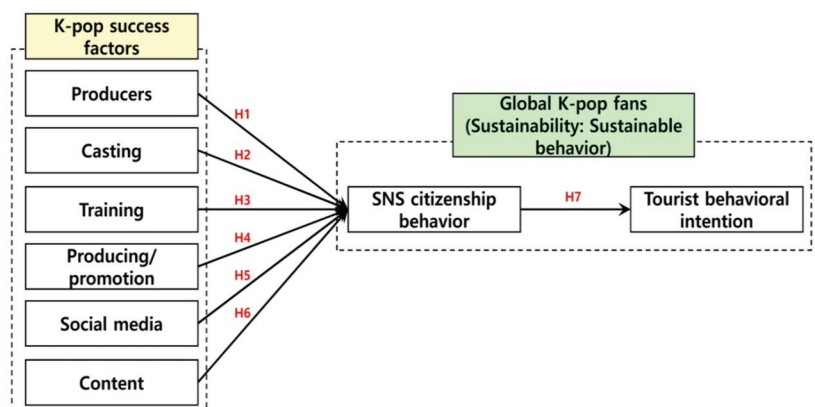 K-pop success
factors
Producers
Casting
Training
Producing/
promotion
Social media
Content
H1
H2
H3
H4
H5
H6
Global K-pop fans
(Sustainability: Sustainable
behavior)
SNS citizenship
behavior
H7
Tourist behavioral
intention